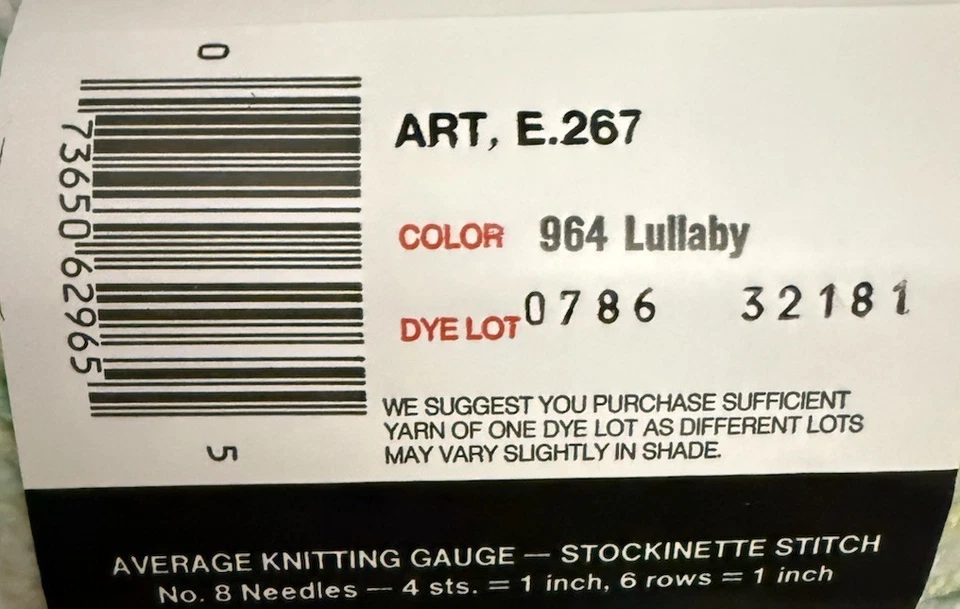 0
73650 62965
5
ART, E.267
COLOR 964 Lullaby
DYE LOT 0786 32181
WE SUGGEST YOU PURCHASE SUFFICIENT
YARN OF ONE DYE LOT AS DIFFERENT LOTS
MAY VARY SLIGHTLY IN SHADE.
AVERAGE KNITTING GAUGE — STOCKINETTE STITCH
No. 8 Needles — 4 sts. = 1 inch, 6 rows = 1 inch